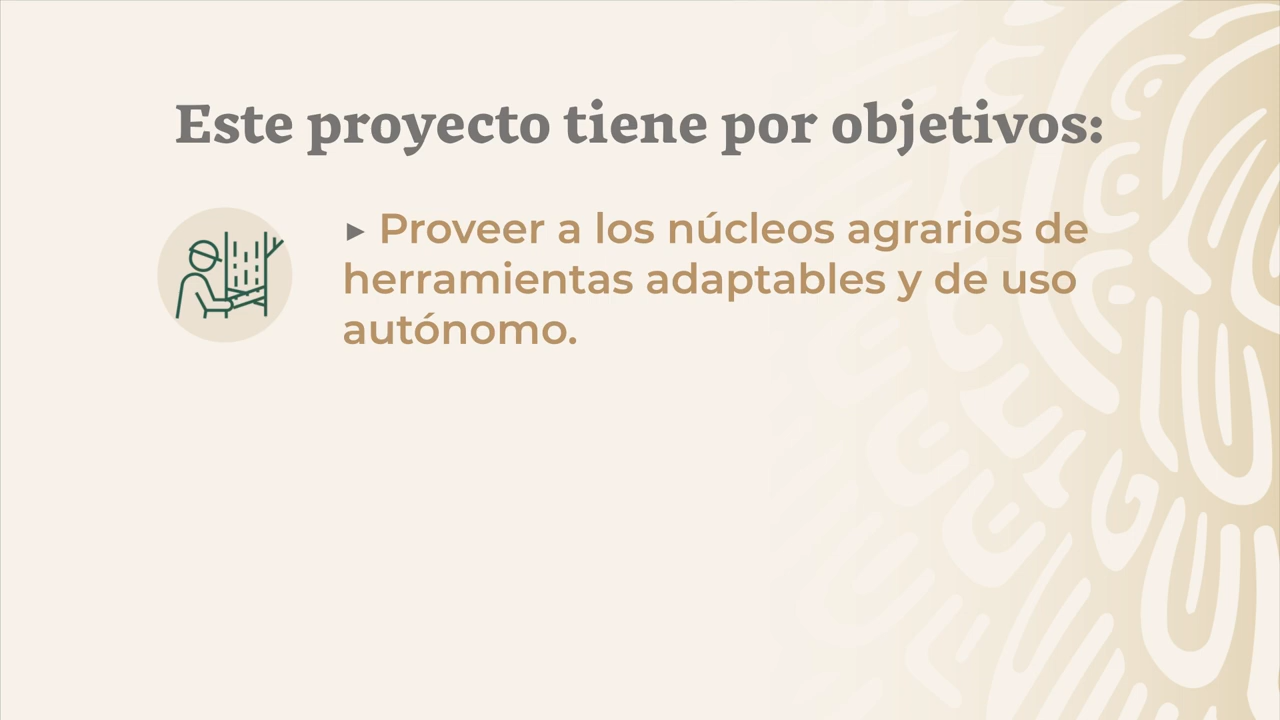 Este proyecto tiene por objetivos:
▸ Proveer a los núcleos agrarios de
herramientas adaptables y de uso
autónomo.